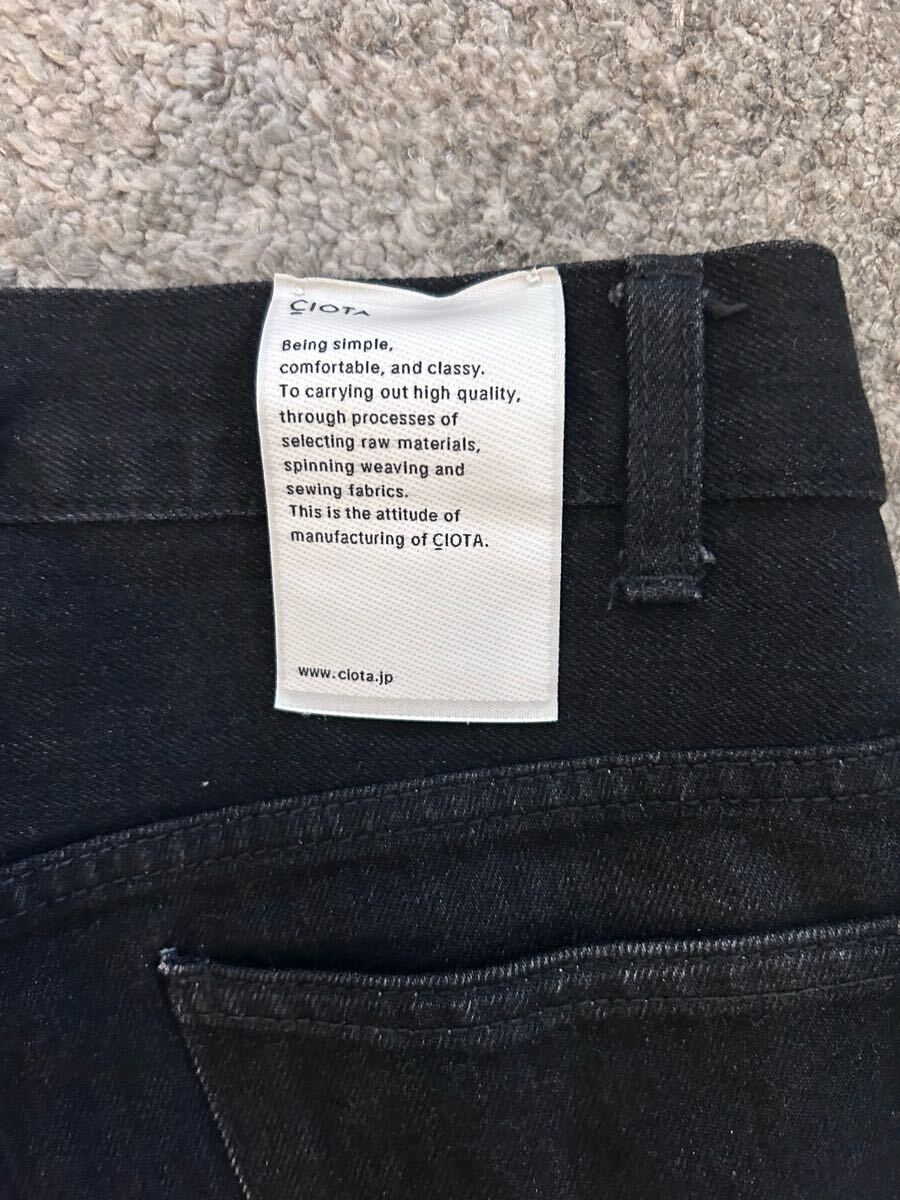 ÇIOTA
Being simple,
comfortable, and classy.
To carrying out high quality,
through processes of
selecting raw materials,
spinning weaving and
sewing fabrics.
This is the attitude of
manufacturing of ÇIOTA.
www.ciota.jp